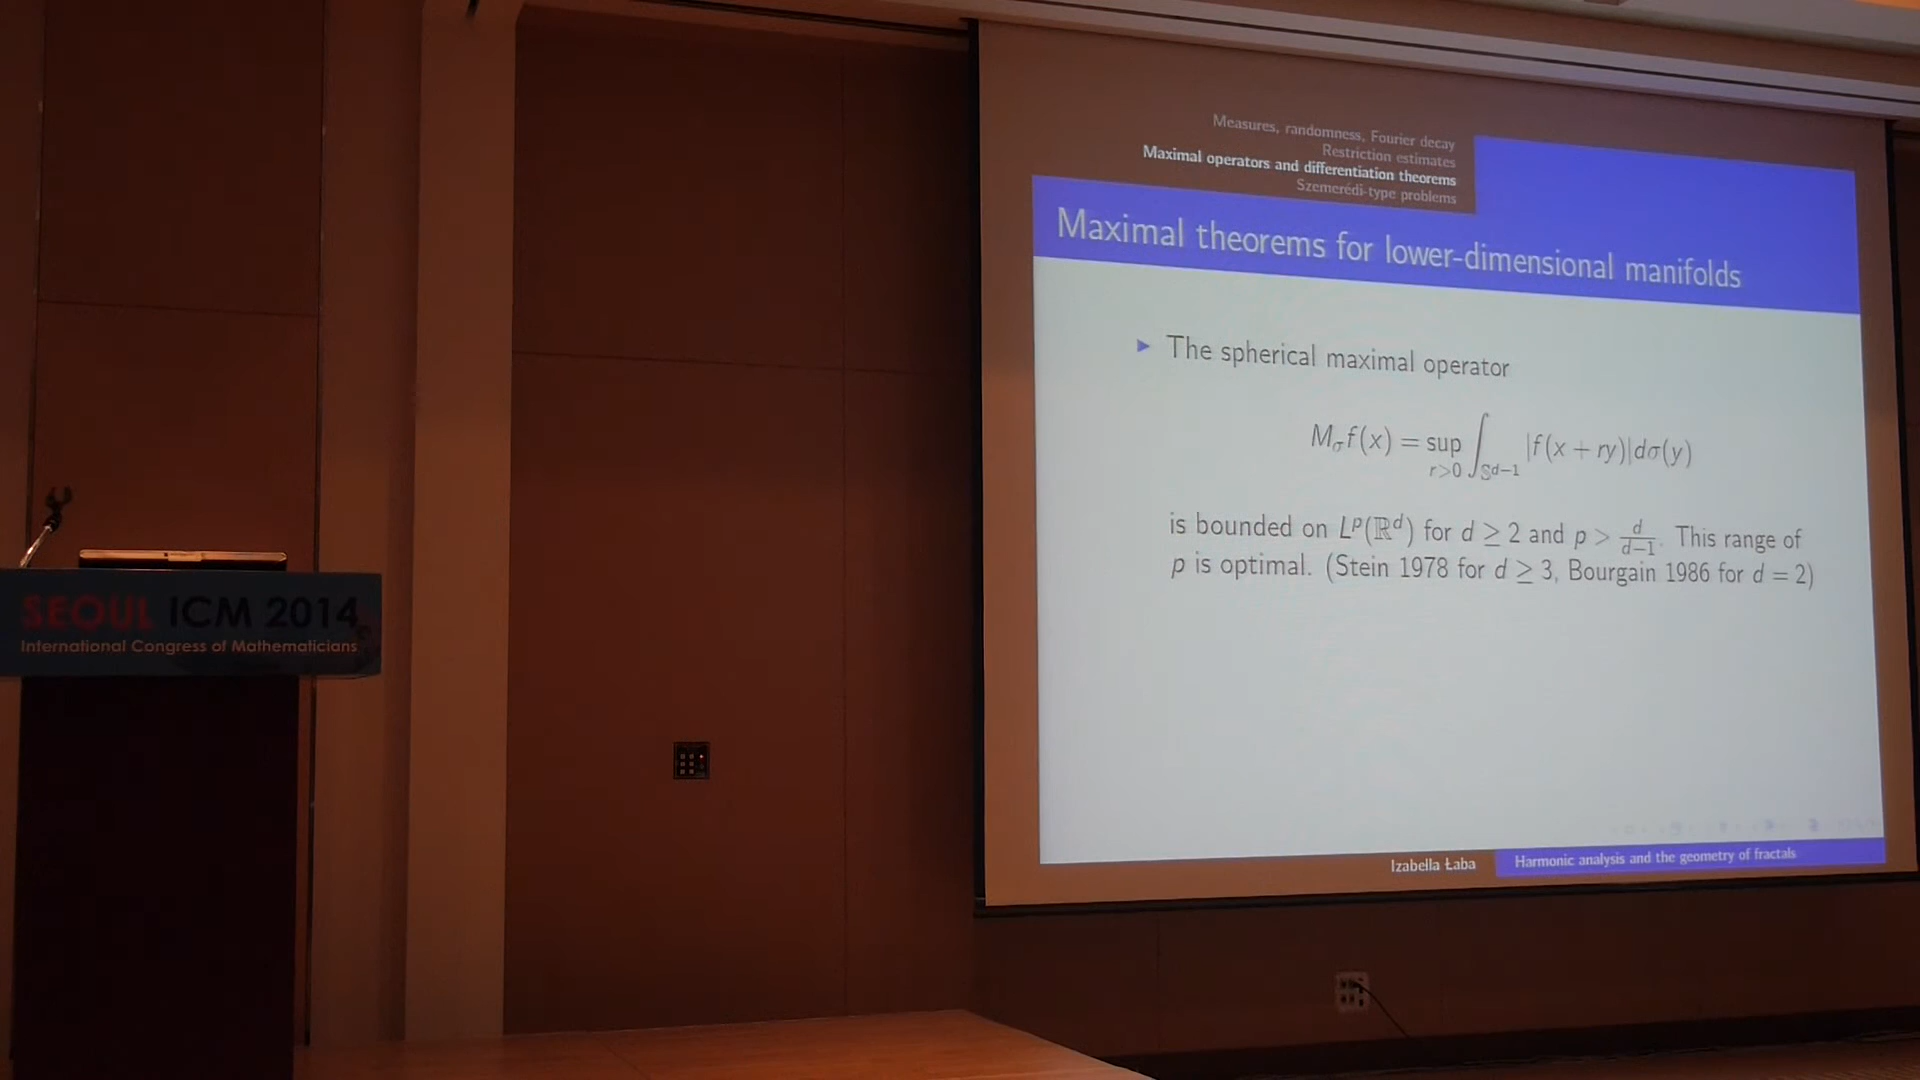 Measures, randomness, Fourier decay
Restriction estimates
Maximal operators and differentiation theorems
Szemerédi-type problems
Maximal theorems for lower-dimensional manifolds
► The spherical maximal operator
M_σ f(x) = sup_{r>0} ∫_{𝕊^{d−1}} |f(x + ry)|dσ(y)
is bounded on L^p(ℝ^d) for d ≥ 2 and p > d/(d−1). This range of
p is optimal. (Stein 1978 for d ≥ 3, Bourgain 1986 for d = 2)
Izabella Łaba
Harmonic analysis and the geometry of fractals
SEOUL ICM 2014
International Congress of Mathematicians